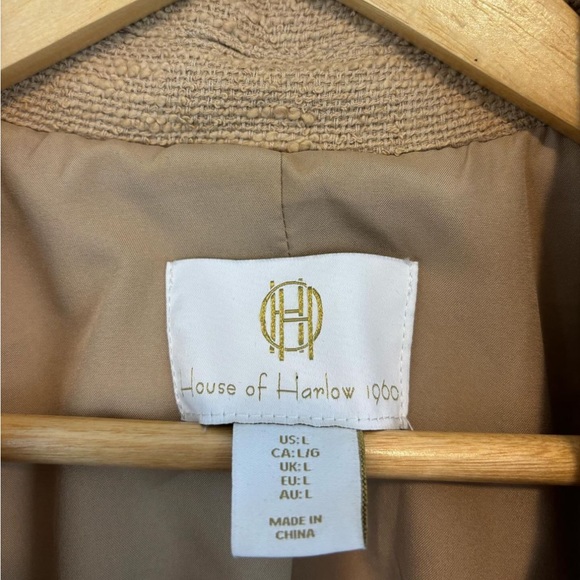 House of Harlow 1960
US: L
CA: L/G
UK: L
EU: L
AU: L
MADE IN
CHINA